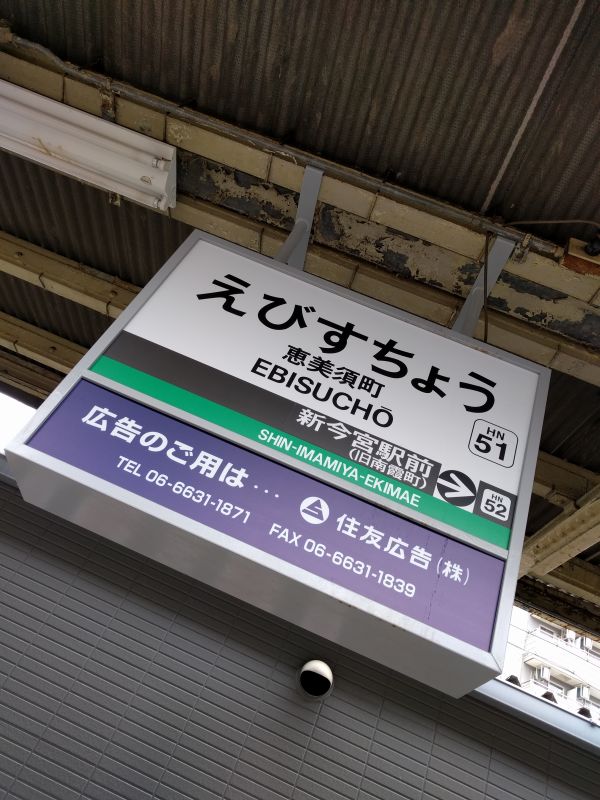 えびすちょう
恵美須町
EBISUCHŌ
HN
51
新今宮駅前
(旧南霞町)
SHIN-IMAMIYA-EKIMAE
HN
52
広告のご用は…
TEL 06-6631-1871
住友広告(株)
FAX 06-6631-1839